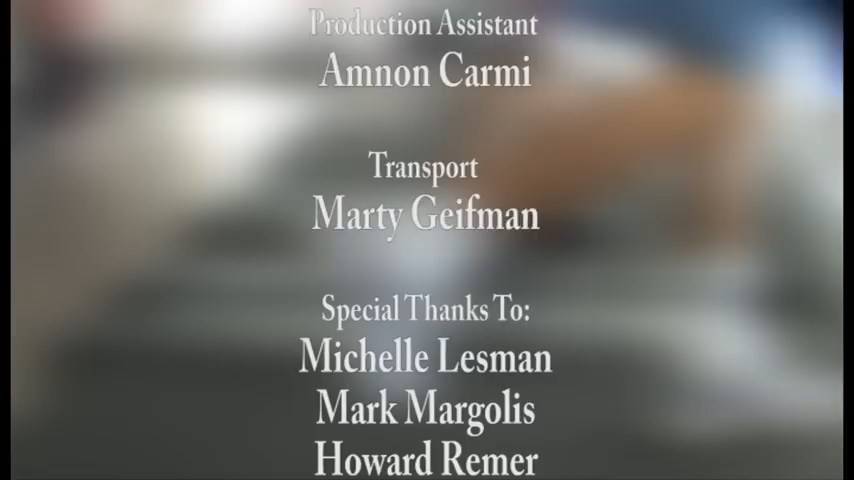 Production Assistant
Amnon Carmi
Transport
Marty Geifman
Special Thanks To:
Michelle Lesman
Mark Margolis
Howard Remer